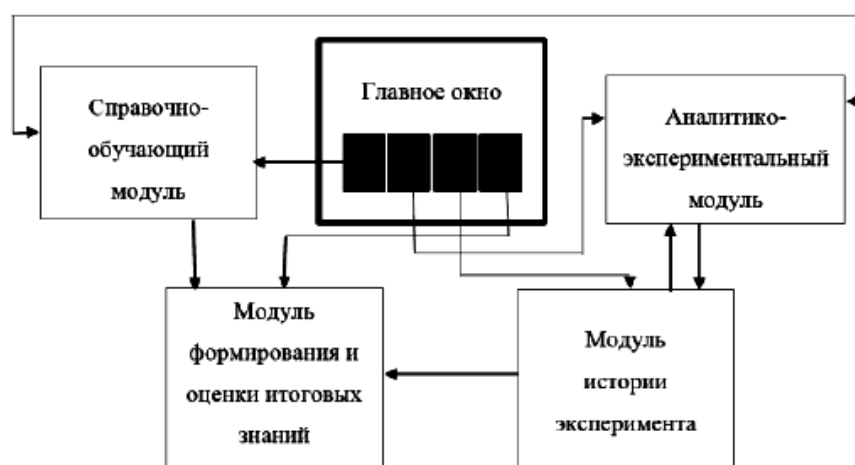 Главное окно
Справочно-
обучающий
модуль
Аналитико-
экспериментальный
модуль
Модуль
формирования и
оценки итоговых
знаний
Модуль
истории
эксперимента